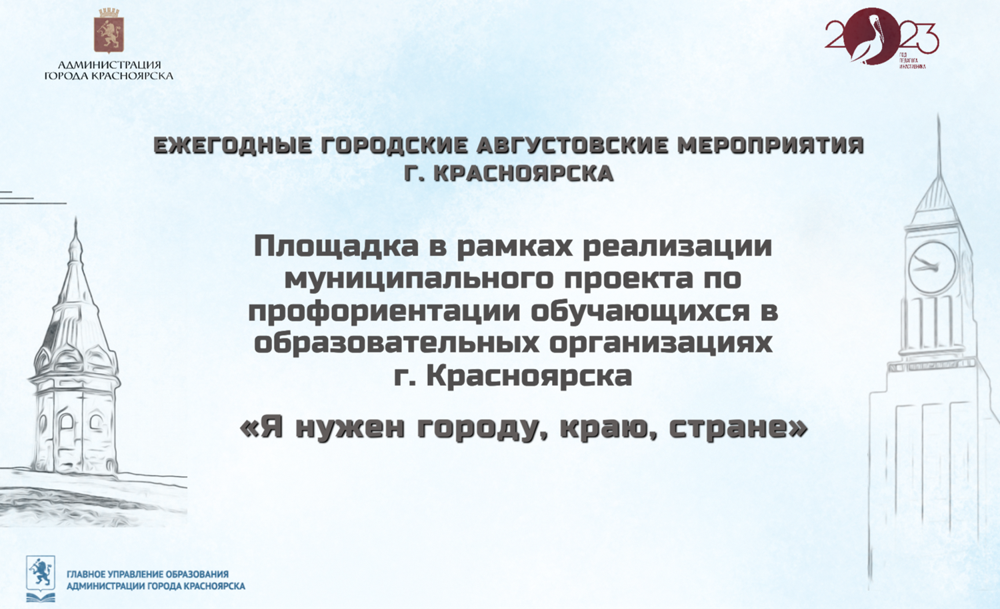 АДМИНИСТРАЦИЯ
ГОРОДА КРАСНОЯРСКА
2023
ГОД
ПЕДАГОГА
И НАСТАВНИКА
ЕЖЕГОДНЫЕ ГОРОДСКИЕ АВГУСТОВСКИЕ МЕРОПРИЯТИЯ
Г. КРАСНОЯРСКА
Площадка в рамках реализации
муниципального проекта по
профориентации обучающихся в
образовательных организациях
г. Красноярска
«Я нужен городу, краю, стране»
ГЛАВНОЕ УПРАВЛЕНИЕ ОБРАЗОВАНИЯ
АДМИНИСТРАЦИИ ГОРОДА КРАСНОЯРСКА